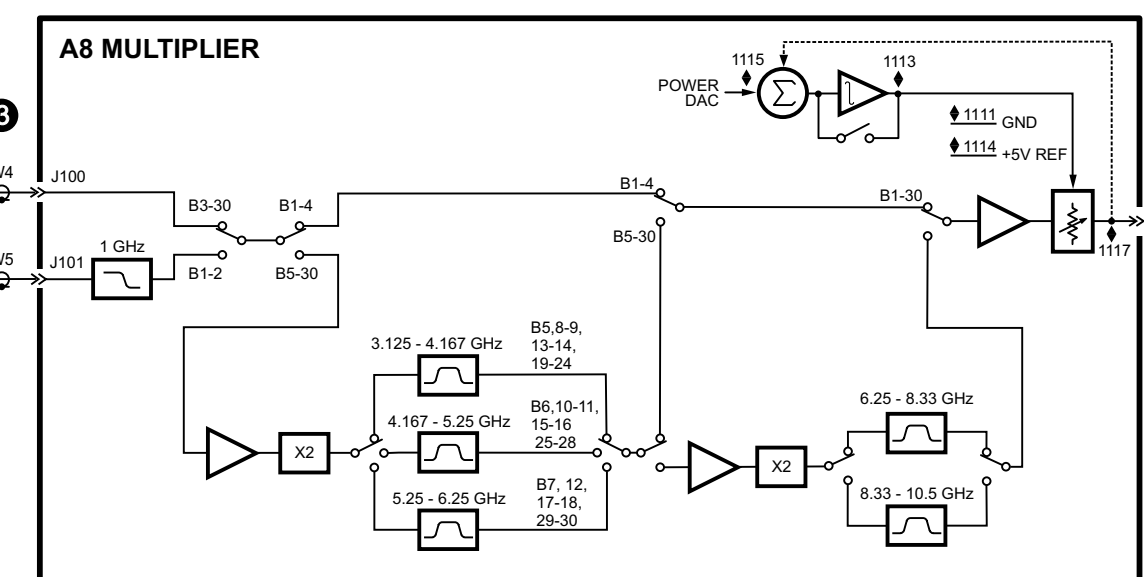 A8 MULTIPLIER
3
1115
1113
POWER
DAC
Σ
1111 GND
1114 +5V REF
J100
B3-30
B1-4
B1-4
B1-30
B5-30
1117
1 GHz
J101
B1-2
B5-30
3.125 - 4.167 GHz
B5,8-9,
13-14,
19-24
4.167 - 5.25 GHz
B6,10-11,
15-16
25-28
X2
5.25 - 6.25 GHz
B7, 12,
17-18,
29-30
X2
6.25 - 8.33 GHz
8.33 - 10.5 GHz